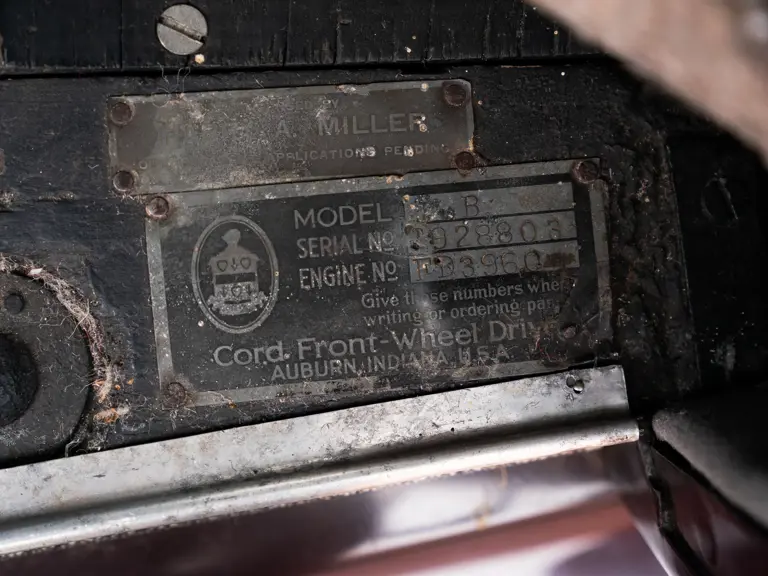 A. MILLER
APPLICATIONS PENDING
MODEL B
SERIAL NO
ENGINE NO FB3960
Give these numbers when
writing or ordering parts
Cord Front-Wheel Drive
AUBURN, INDIANA, U.S.A.